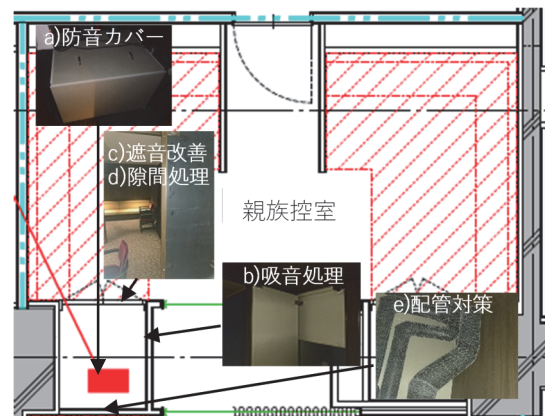 a)防音カバー
c)遮音改善
d)隙間処理
親族控室
b)吸音処理
e)配管対策